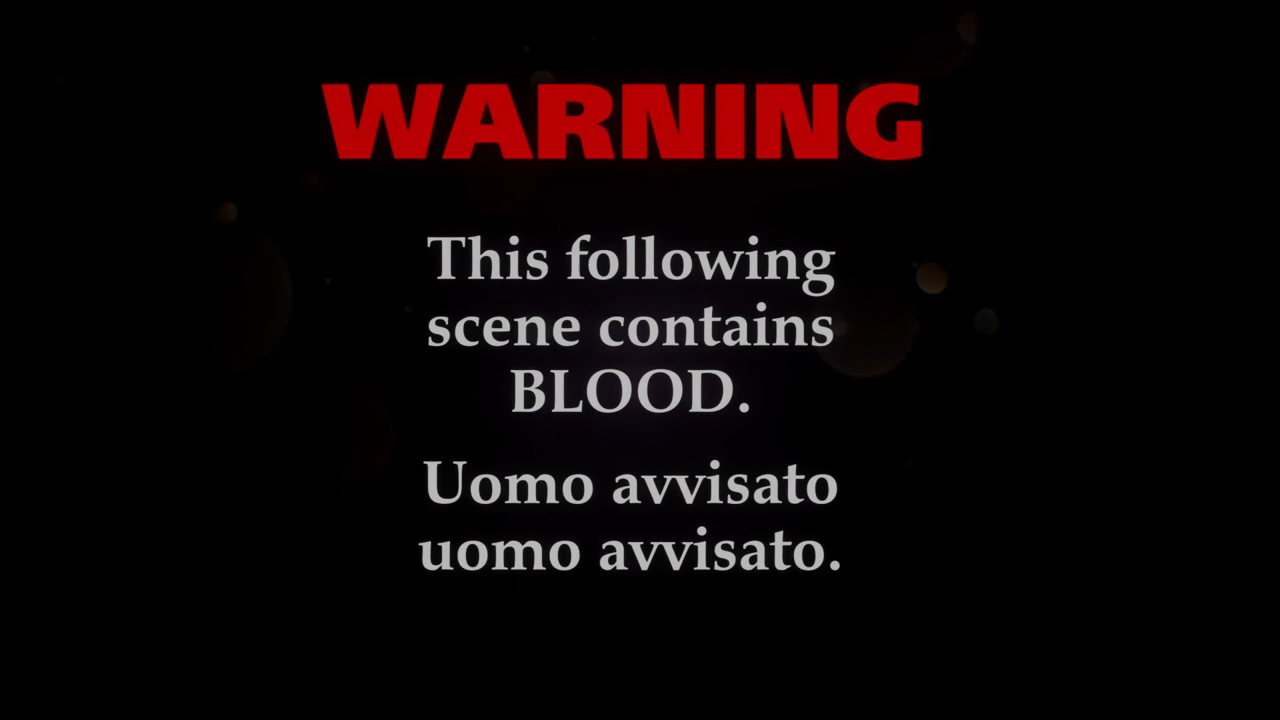 WARNING
This following
scene contains
BLOOD.
Uomo avvisato
uomo avvisato.